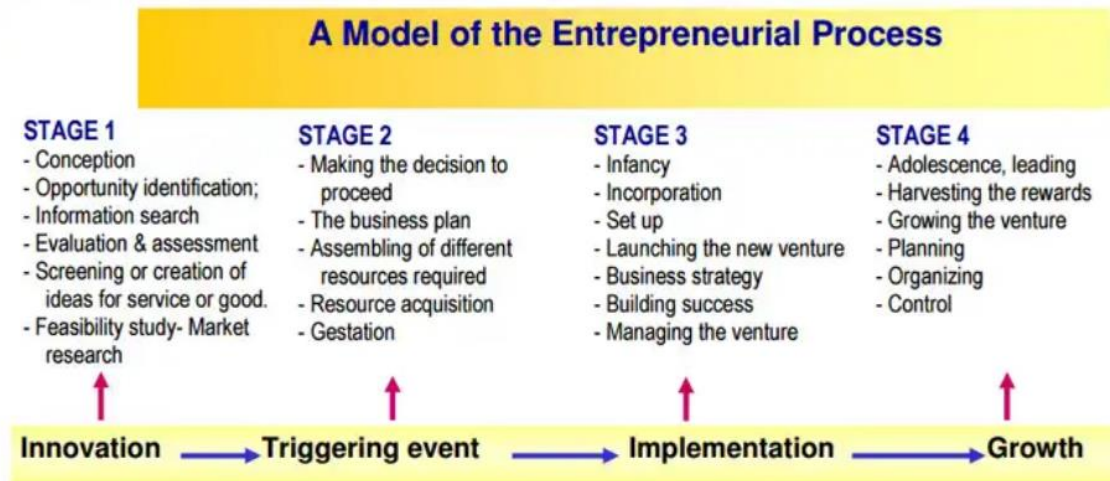 A Model of the Entrepreneurial Process
STAGE 1
- Conception
- Opportunity identification;
- Information search
- Evaluation & assessment
- Screening or creation of
ideas for service or good.
- Feasibility study- Market
research
STAGE 2
- Making the decision to
proceed
- The business plan
- Assembling of different
resources required
- Resource acquisition
- Gestation
STAGE 3
- Infancy
- Incorporation
- Set up
- Launching the new venture
- Business strategy
- Building success
- Managing the venture
STAGE 4
- Adolescence, leading
- Harvesting the rewards
- Growing the venture
- Planning
- Organizing
- Control
Innovation
Triggering event
Implementation
Growth